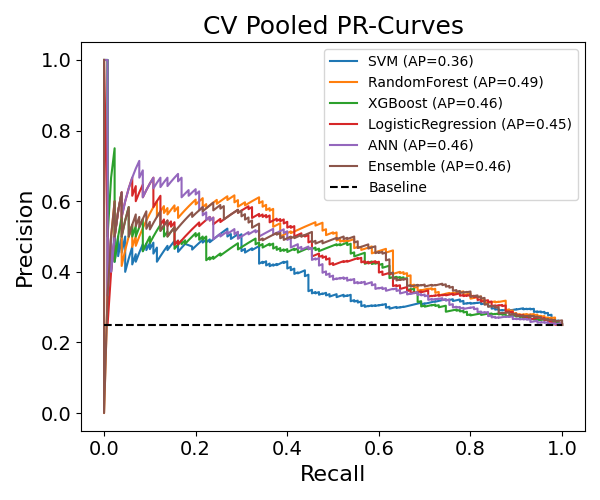 CV Pooled PR-Curves
SVM (AP=0.36)
RandomForest (AP=0.49)
XGBoost (AP=0.46)
LogisticRegression (AP=0.45)
ANN (AP=0.46)
Ensemble (AP=0.46)
Baseline
Precision
1.0
0.8
0.6
0.4
0.2
0.0
0.0 0.2 0.4 0.6 0.8 1.0
Recall